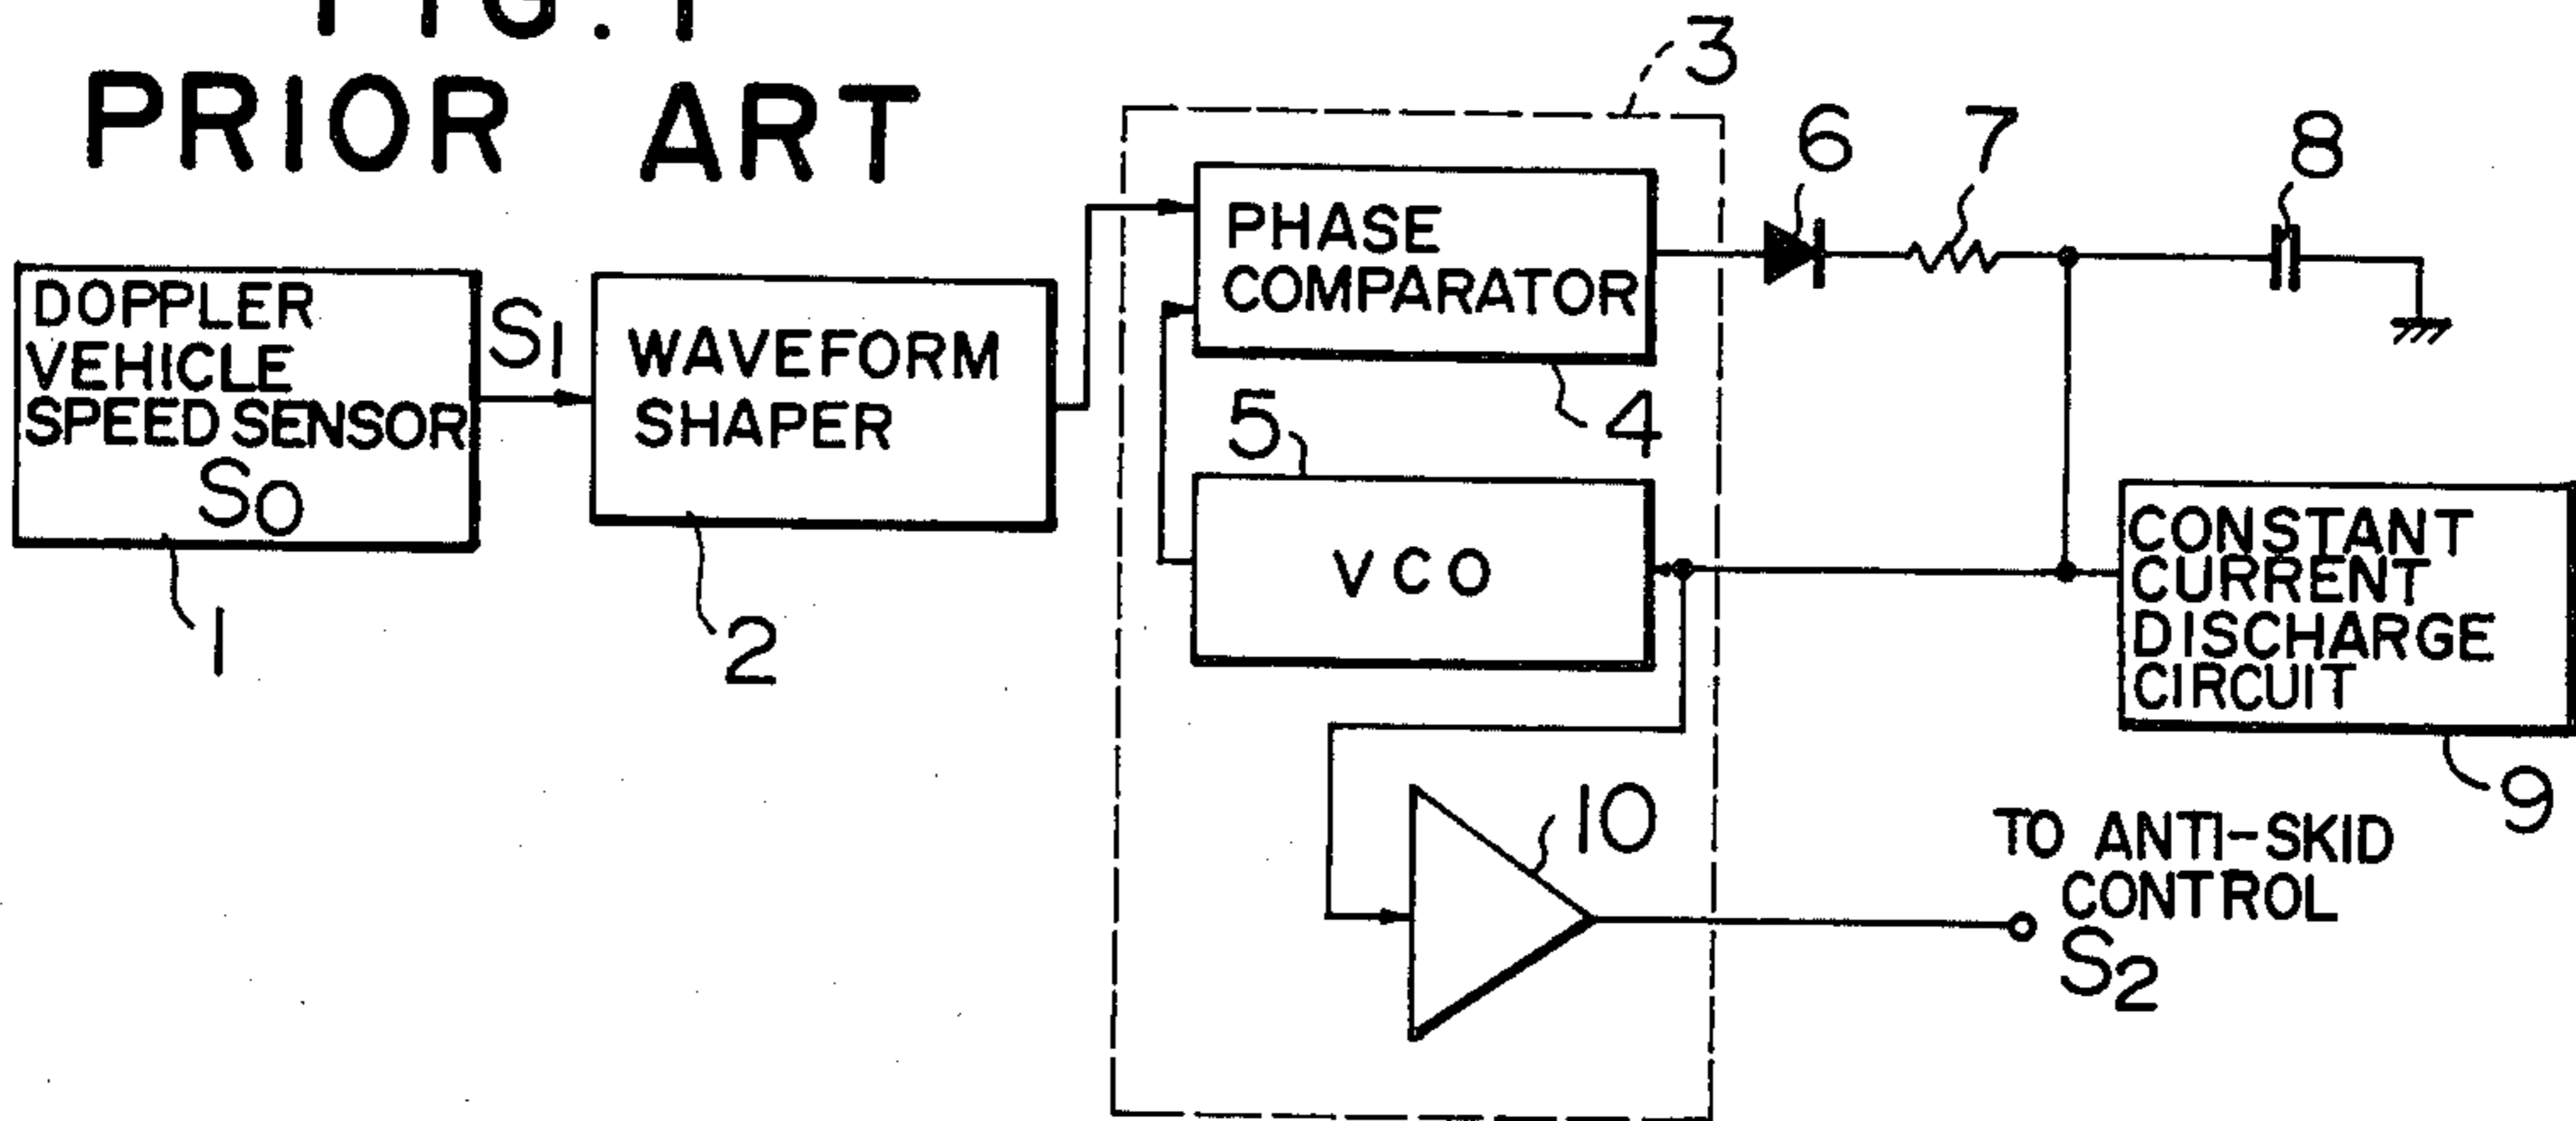 FIG. 1
PRIOR ART
3
6
7
8
DOPPLER
VEHICLE
SPEED SENSOR
S0
S1
WAVEFORM
SHAPER
PHASE
COMPARATOR
4
5
VCO
1
2
CONSTANT
CURRENT
DISCHARGE
CIRCUIT
9
10
TO ANTI-SKID
CONTROL
S2